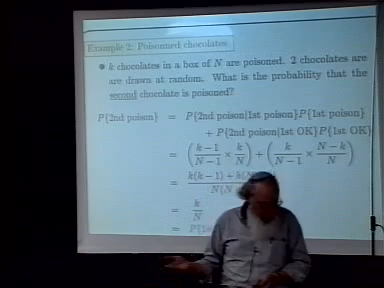 Example 2: Poisonned chocolates
• k chocolates in a box of N are poisoned. 2 chocolates are
are drawn at random. What is the probability that the
second chocolate is poisoned?
P{2nd poison} = P{2nd poison|1st poison}P{1st poison}
+ P{2nd poison|1st OK}P{1st OK}
= (k−1/N−1 × k/N) + (k/N−1 × N−k/N)
= k(k−1) + k(N
N(N
= k/N
= P{1s